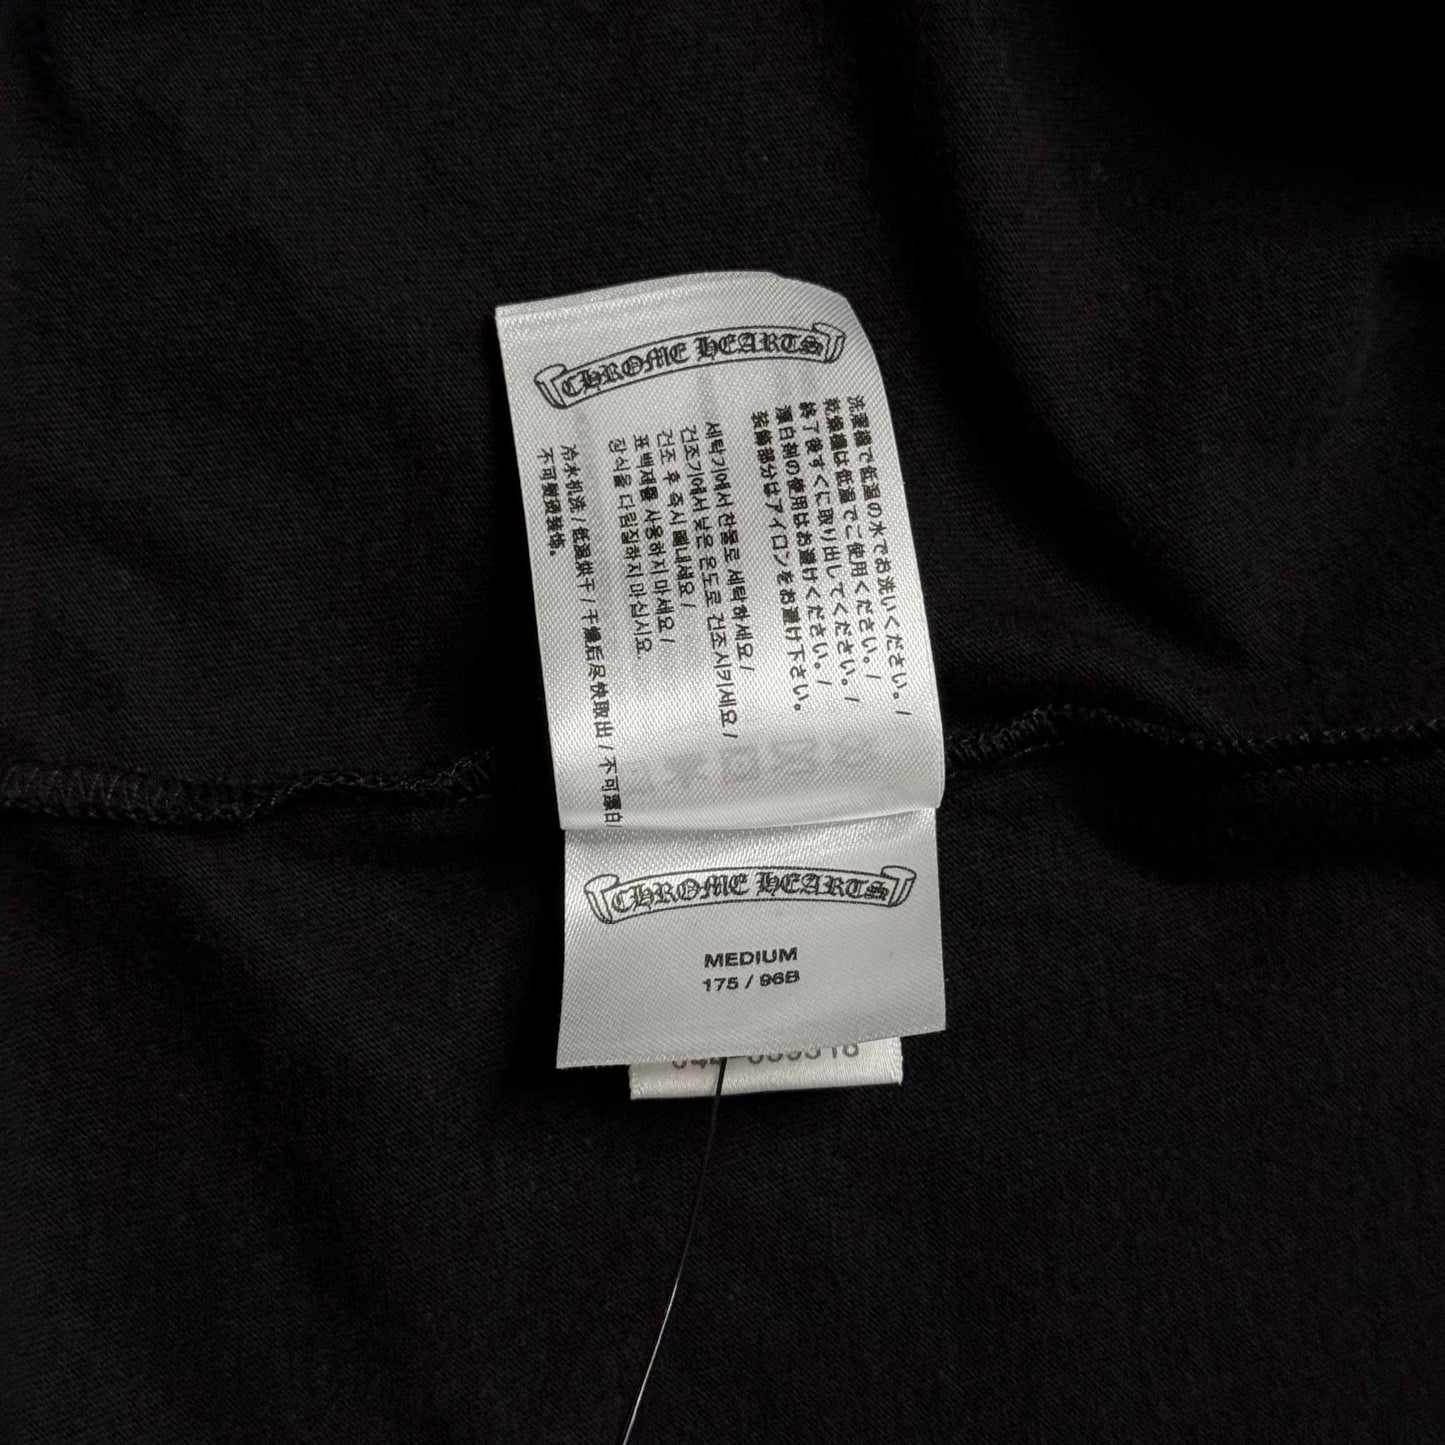 CHROME HEARTS
洗濯機で低温の水でお洗いください。/
乾燥機は低温でご使用ください。/
終了後すぐに取り出してください。/
漂白剤の使用はお避けください。/
装飾部分はアイロンをお避け下さい。
세탁기에서 찬물로 세탁하세요 /
건조기에서 낮은 온도로 건조시키세요 /
건조 후 즉시 꺼내세요 /
표백제를 사용하지 마세요 /
장식을 다림질하지 마십시요.
冷水机洗 / 低温烘干 / 干燥后尽快取出 / 不可漂白/
不可熨烫装饰。
CHROME HEARTS
MEDIUM
175 / 96B